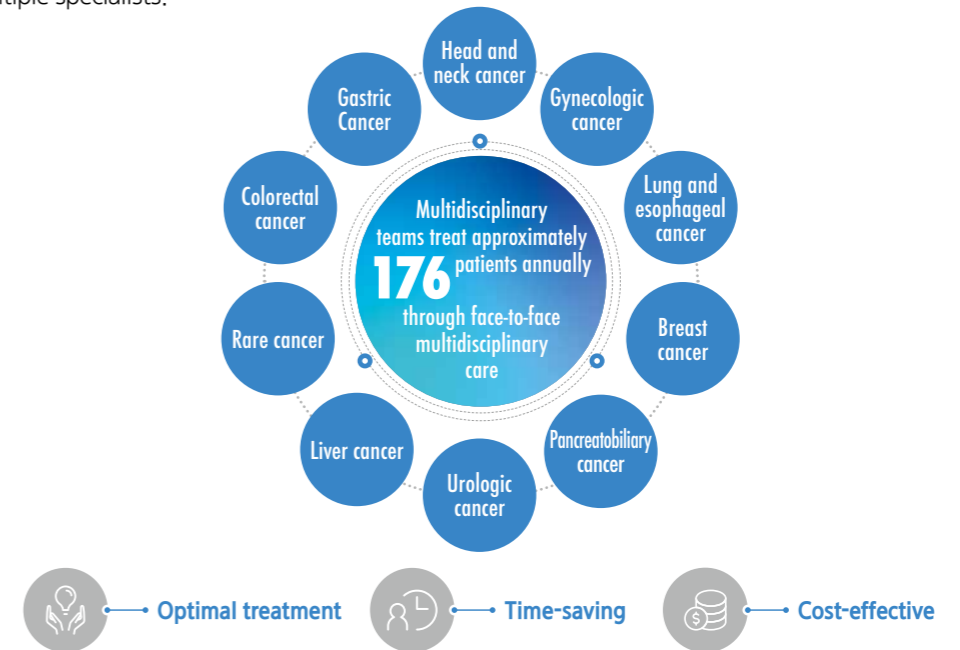 tiple specialists.
Head and
neck cancer
Gynecologic
cancer
Lung and
esophageal
cancer
Breast
cancer
Pancreatobiliary
cancer
Urologic
cancer
Liver cancer
Rare cancer
Colorectal
cancer
Gastric
Cancer
Multidisciplinary
teams treat approximately
176 patients annually
through face-to-face
multidisciplinary
care
Optimal treatment
Time-saving
Cost-effective